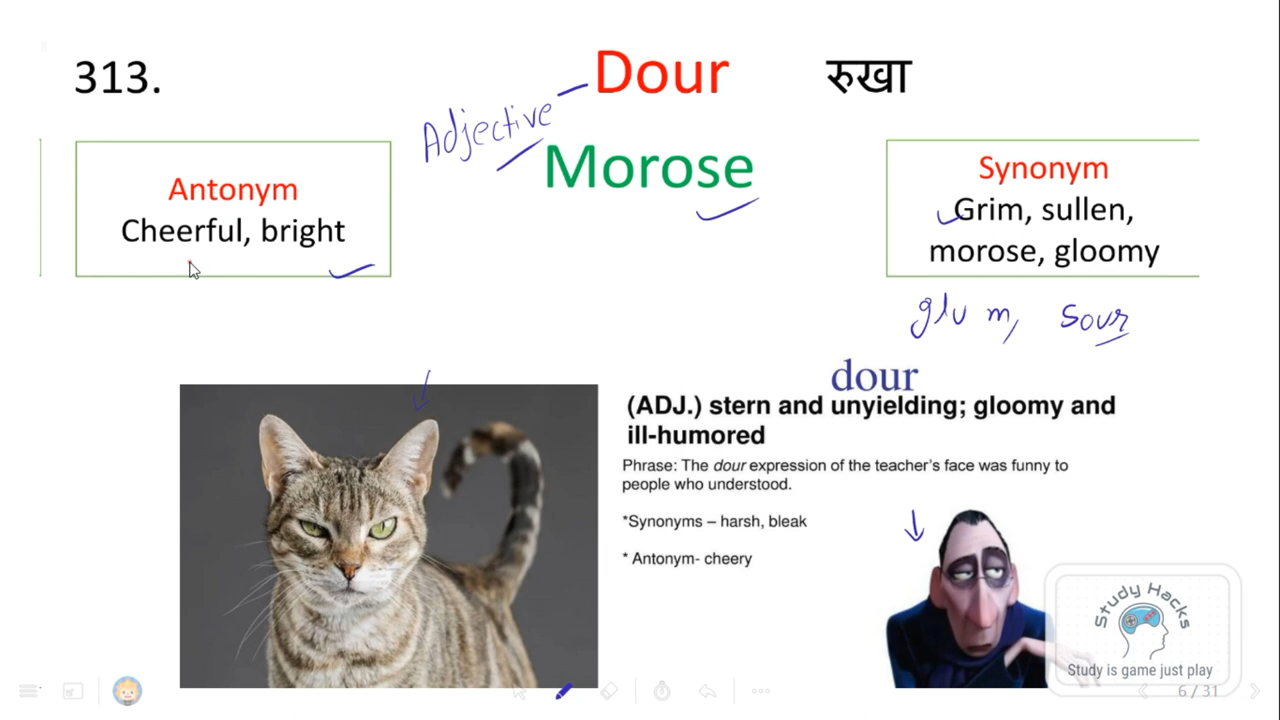 313.
Dour
रुखा
Adjective
Morose
Antonym
Cheerful, bright
Synonym
Grim, sullen,
morose, gloomy
glum, Sour
dour
(ADJ.) stern and unyielding; gloomy and
ill-humored
Phrase: The dour expression of the teacher's face was funny to
people who understood.
*Synonyms – harsh, bleak
* Antonym- cheery
Study Hacks
Study is game just play
6 / 31